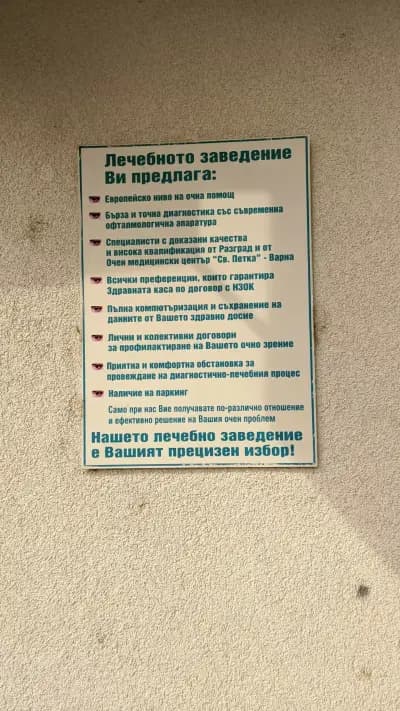 Лечебното заведение
Ви предлага:
Европейско ниво на очна помощ
Бърза и точна диагностика със съвременна
офталмологична апаратура
Специалисти с доказани качества
и висока квалификация от Разград и от
Очен медицински център "Св. Петка" - Варна
Всички преференции, които гарантира
Здравната каса по договор с НЗОК
Пълна компютъризация и съхранение на
данните от Вашето здравно досие
Лични и колективни договори
за профилактиране на Вашето очно зрение
Приятна и комфортна обстановка за
провеждане на диагностично-лечебния процес
Наличие на паркинг
Само при нас Вие получавате по-различно отношение
и ефективно решение на Вашия очен проблем
Нашето лечебно заведение
е Вашият прецизен избор!